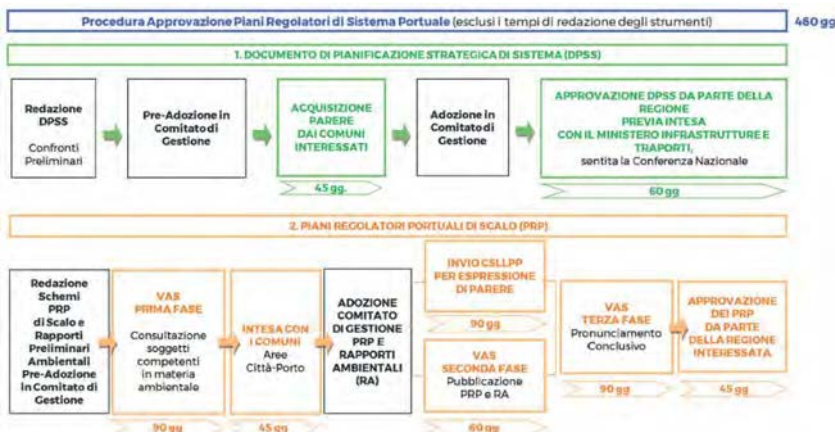 Procedura Approvazione Piani Regolatori di Sistema Portuale (esclusi i tempi di redazione degli strumenti)
460 gg
1. DOCUMENTO DI PIANIFICAZIONE STRATEGICA DI SISTEMA (DPSS)
Redazione
DPSS
Confronti
Preliminari
Pre-Adozione in
Comitato di
Gestione
ACQUISIZIONE
PARERE
DAI COMUNI
INTERESSATI
45 gg.
Adozione in
Comitato di
Gestione
APPROVAZIONE DPSS DA PARTE DELLA
REGIONE
PREVIA INTESA
CON IL MINISTERO INFRASTRUTTURE E
TRAPORTI,
sentita la Conferenza Nazionale
60 gg
2. PIANI REGOLATORI PORTUALI DI SCALO (PRP)
Redazione
Schemi
PRP
di Scalo e
Rapporti
Preliminari
Ambientali
Pre-Adozione
In Comitato di
Gestione
VAS
PRIMA FASE
Consultazione
soggetti
competenti
in materia
ambientale
90 gg
INTESA CON
I COMUNI
Aree
Città-Porto
45 gg
ADOZIONE
COMITATO
DI GESTIONE
PRP E
RAPPORTI
AMBIENTALI
(RA)
INVIO CSLLPP
PER ESPRESSIONE
DI PARERE
90 gg
VAS
SECONDA FASE
Pubblicazione
PRP e RA
60 gg
VAS
TERZA FASE
Pronunciamento
Conclusivo
90 gg
APPROVAZIONE
DEI PRP
DA PARTE
DELLA REGIONE
INTERESSATA
45 gg